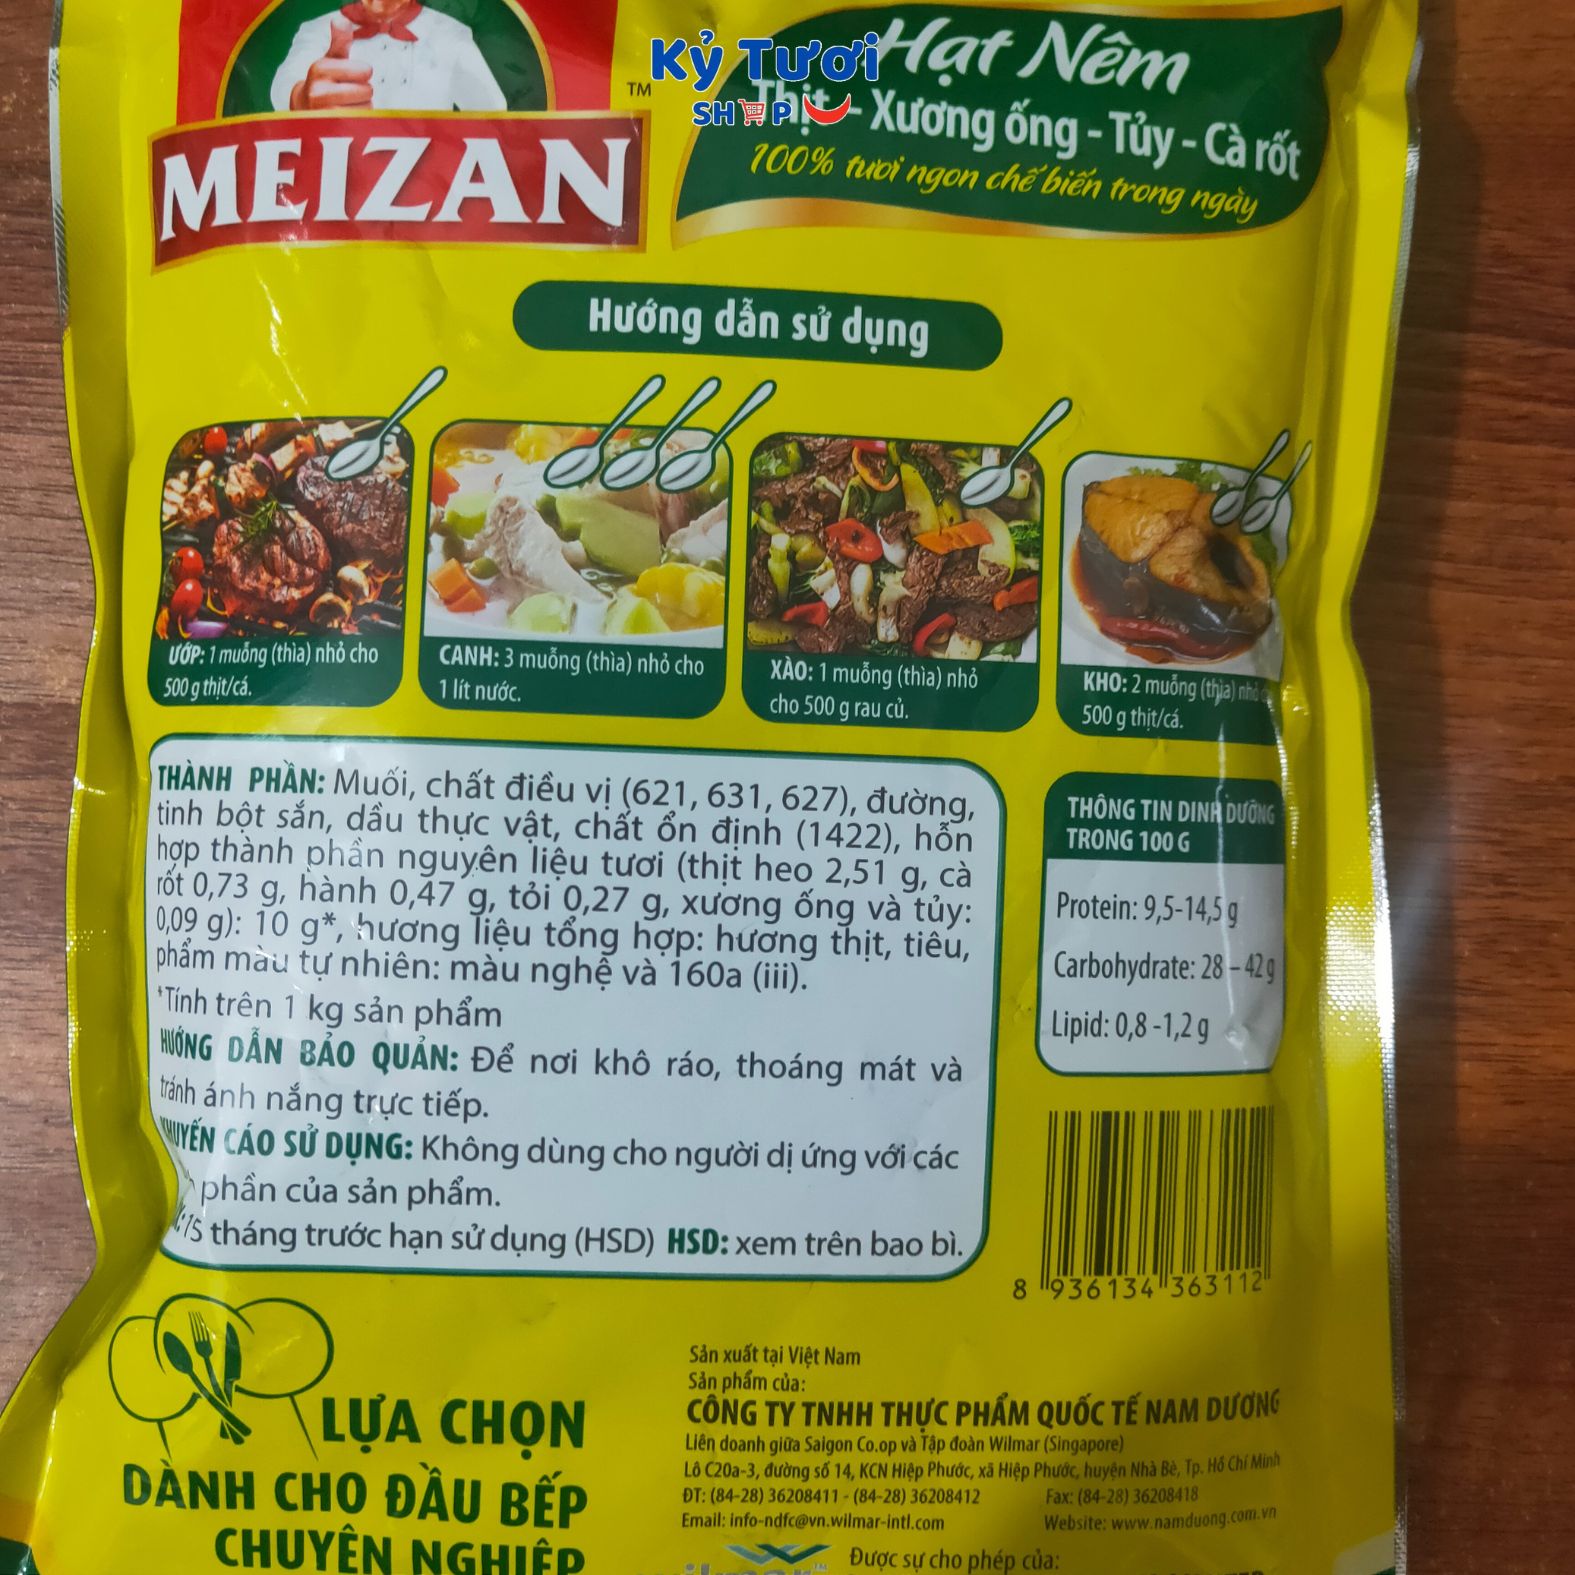 Kỷ Tươi
SHOP
Hạt Nêm
TM
Thịt - Xương ống - Tủy - Cà rốt
100% tươi ngon chế biến trong ngày
MEIZAN
Hướng dẫn sử dụng
ƯỚP: 1 muỗng (thìa) nhỏ cho
500 g thịt/cá.
CANH: 3 muỗng (thìa) nhỏ cho
1 lít nước.
XÀO: 1 muỗng (thìa) nhỏ
cho 500 g rau củ.
KHO: 2 muỗng (thìa) nhỏ
500 g thịt/cá.
THÀNH PHẦN: Muối, chất điều vị (621, 631, 627), đường,
tinh bột sắn, dầu thực vật, chất ổn định (1422), hỗn
hợp thành phần nguyên liệu tươi (thịt heo 2,51 g, cà
rốt 0,73 g, hành 0,47 g, tỏi 0,27 g, xương ống và tủy:
0,09 g): 10 g*, hương liệu tổng hợp: hương thịt, tiêu,
phẩm màu tự nhiên: màu nghệ và 160a (iii).
*Tính trên 1 kg sản phẩm
HƯỚNG DẪN BẢO QUẢN: Để nơi khô ráo, thoáng mát và
tránh ánh nắng trực tiếp.
KHUYẾN CÁO SỬ DỤNG: Không dùng cho người dị ứng với các
phần của sản phẩm.
15 tháng trước hạn sử dụng (HSD) HSD: xem trên bao bì.
THÔNG TIN DINH DƯỠNG
TRONG 100 G
Protein: 9,5-14,5 g
Carbohydrate: 28 – 42 g
Lipid: 0,8 -1,2 g
8 936134 363112
LỰA CHỌN
DÀNH CHO ĐẦU BẾP
CHUYÊN NGHIỆP
Sản xuất tại Việt Nam
Sản phẩm của:
CÔNG TY TNHH THỰC PHẨM QUỐC TẾ NAM DƯƠNG
Liên doanh giữa Saigon Co.op và Tập đoàn Wilmar (Singapore)
Lô C20a-3, đường số 14, KCN Hiệp Phước, xã Hiệp Phước, huyện Nhà Bè, Tp. Hồ Chí Minh
ĐT: (84-28) 36208411 - (84-28) 36208412 Fax: (84-28) 36208418
Email: info-ndfc@vn.wilmar-intl.com Website: www.namduong.com.vn
Được sự cho phép của: